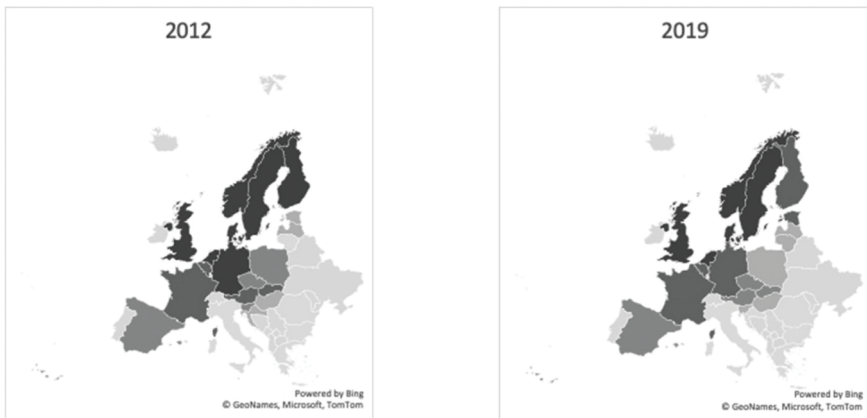 2012
Powered by Bing
© GeoNames, Microsoft, TomTom
2019
Powered by Bing
© GeoNames, Microsoft, TomTom